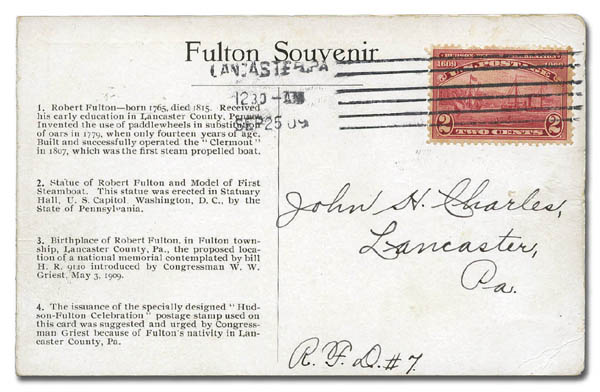 Fulton Souvenir
LANCASTER, PA
1230-AM
SEP 25 09
1609 1909
U.S. POSTAGE
2 2
TWO CENTS
1. Robert Fulton—born 1765, died 1815. Received
his early education in Lancaster County, Penna.
Invented the use of paddlewheels in substitution
of oars in 1779, when only fourteen years of age.
Built and successfully operated the "Clermont"
in 1807, which was the first steam propelled boat.
2. Statue of Robert Fulton and Model of First
Steamboat. This statue was erected in Statuary
Hall, U. S. Capitol, Washington, D. C., by the
State of Pennsylvania.
3. Birthplace of Robert Fulton, in Fulton town-
ship, Lancaster County, Pa., the proposed loca-
tion of a national memorial contemplated by bill
H. R. 9120 introduced by Congressman W. W.
Griest, May 3, 1909.
4. The issuance of the specially designed "Hud-
son-Fulton Celebration" postage stamp used on
this card was suggested and urged by Congress-
man Griest because of Fulton's nativity in Lan-
caster County, Pa.
John H. Charles,
Lancaster,
Pa.
R. F. D. #7.